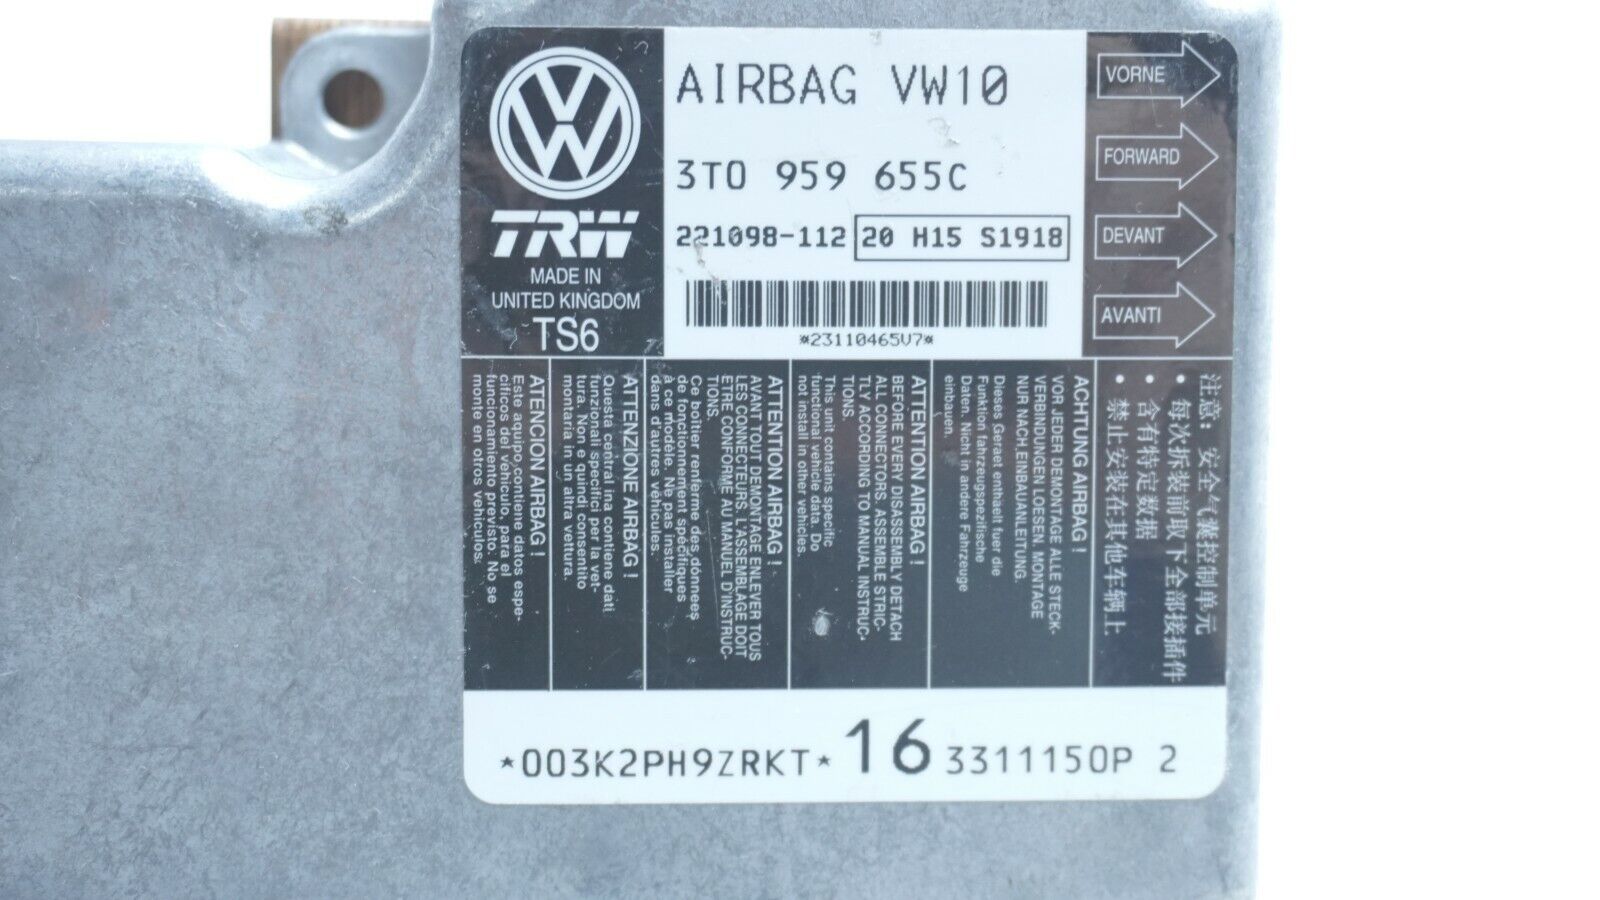 AIRBAG VW10
3T0 959 655C
221098-112 20 H15 S1918
*23110465V7*
TRW
MADE IN
UNITED KINGDOM
TS6
VORNE
FORWARD
DEVANT
AVANTI
注意：安全气囊控制单元
• 每次拆装前取下全部接插件
• 含有特定数据
• 禁止安装在其他车辆上
ACHTUNG AIRBAG !
VOR JEDER DEMONTAGE ALLE STECK-
VERBINDUNGEN LOESEN, MONTAGE
NUR NACH EINBAUANLEITUNG.
Dieses Geraet enthaelt fuer die
Funktion fahrzeugspezifische
Daten. Nicht in andere Fahrzeuge
einbauen.
ATTENTION AIRBAG !
BEFORE EVERY DISASSEMBLY DETACH
ALL CONNECTORS. ASSEMBLE STRIC-
TLY ACCORDING TO MANUAL INSTRUC-
TIONS.
This unit contains specific
functional vehicle data. Do
not install in other vehicles.
ATTENTION AIRBAG !
AVANT TOUT DEMONTAGE ENLEVER TOUS
LES CONNECTEURS. L'ASSEMBLAGE DOIT
ETRE CONFORME AU MANUEL D'INSTRUC-
TIONS.
Ce boîtier renferme des données
de fonctionnement spécifiques
à ce modèle. Ne pas installer
dans d'autres véhicules.
ATTENZIONE AIRBAG !
Questa centralina contiene dati
funzionali specifici per la vet-
tura. Non e quindi consentito
montaria in un altra vettura.
ATENCION AIRBAG !
Este aquipo contiene datos espe-
cificos del vehiculo, para el
funcionamiento previsto. No se
monte en otros vehiculos.
*003K2PH9ZRKT* 16 3311150P 2